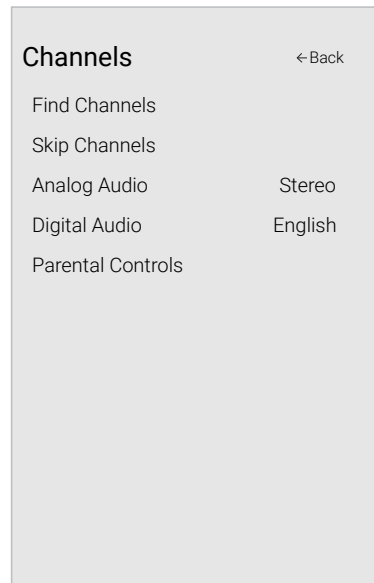 Channels ←Back
Find Channels
Skip Channels
Analog Audio Stereo
Digital Audio English
Parental Controls